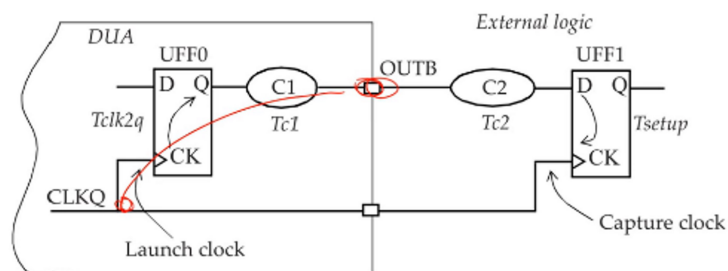 External logic
DUA
UFF0
UFF1
OUTB
D Q
C1
C2
D Q
Tclk2q
Tc1
Tc2
Tsetup
CK
CK
CLKQ
Launch clock
Capture clock